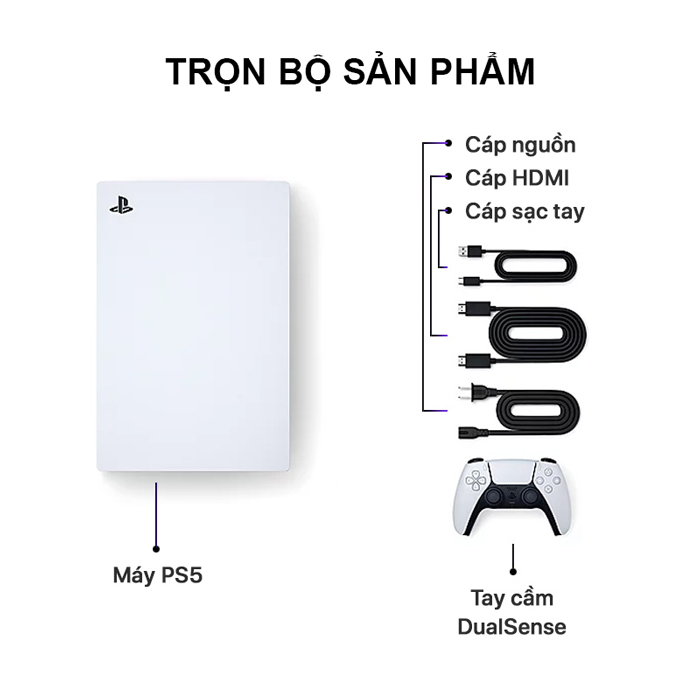 TRỌN BỘ SẢN PHẨM
Cáp nguồn
Cáp HDMI
Cáp sạc tay
Máy PS5
Tay cầm
DualSense